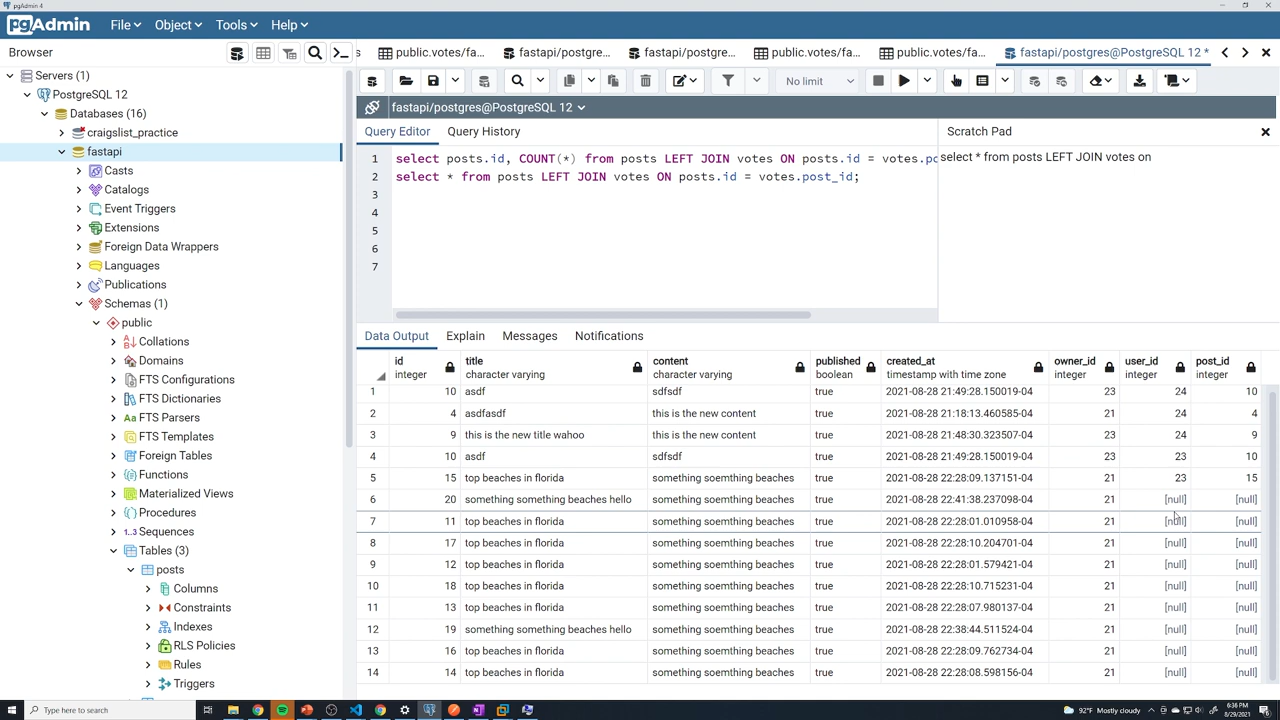 pgAdmin 4
pgAdmin File Object Tools Help
Browser
s public.votes/fa... fastapi/postgre... fastapi/postgre... public.votes/fa... public.votes/fa... fastapi/postgres@PostgreSQL 12 *
No limit
fastapi/postgres@PostgreSQL 12
Query Editor Query History Scratch Pad
1 select posts.id, COUNT(*) from posts LEFT JOIN votes ON posts.id = votes.po
2 select * from posts LEFT JOIN votes ON posts.id = votes.post_id;
3
4
5
6
7
select * from posts LEFT JOIN votes on
Servers (1)
PostgreSQL 12
Databases (16)
craigslist_practice
fastapi
Casts
Catalogs
Event Triggers
Extensions
Foreign Data Wrappers
Languages
Publications
Schemas (1)
public
Collations
Domains
FTS Configurations
FTS Dictionaries
FTS Parsers
FTS Templates
Foreign Tables
Functions
Materialized Views
Procedures
Sequences
Tables (3)
posts
Columns
Constraints
Indexes
RLS Policies
Rules
Triggers
Data Output Explain Messages Notifications
id title content published created_at owner_id user_id post_id
integer character varying character varying boolean timestamp with time zone integer integer integer
1 10 asdf sdfsdf true 2021-08-28 21:49:28.150019-04 23 24 10
2 4 asdfasdf this is the new content true 2021-08-28 21:18:13.460585-04 21 24 4
3 9 this is the new title wahoo this is the new content true 2021-08-28 21:48:30.323507-04 23 24 9
4 10 asdf sdfsdf true 2021-08-28 21:49:28.150019-04 23 23 10
5 15 top beaches in florida something soemthing beaches true 2021-08-28 22:28:09.137151-04 21 23 15
6 20 something something beaches hello something soemthing beaches true 2021-08-28 22:41:38.237098-04 21 [null] [null]
7 11 top beaches in florida something soemthing beaches true 2021-08-28 22:28:01.010958-04 21 [null] [null]
8 17 top beaches in florida something soemthing beaches true 2021-08-28 22:28:10.204701-04 21 [null] [null]
9 12 top beaches in florida something soemthing beaches true 2021-08-28 22:28:01.579421-04 21 [null] [null]
10 18 top beaches in florida something soemthing beaches true 2021-08-28 22:28:10.715231-04 21 [null] [null]
11 13 top beaches in florida something soemthing beaches true 2021-08-28 22:28:07.980137-04 21 [null] [null]
12 19 something something beaches hello something soemthing beaches true 2021-08-28 22:38:44.511524-04 21 [null] [null]
13 16 top beaches in florida something soemthing beaches true 2021-08-28 22:28:09.762734-04 21 [null] [null]
14 14 top beaches in florida something soemthing beaches true 2021-08-28 22:28:08.598156-04 21 [null] [null]
Type here to search
92°F Mostly cloudy
6:36 PM
8/29/2021